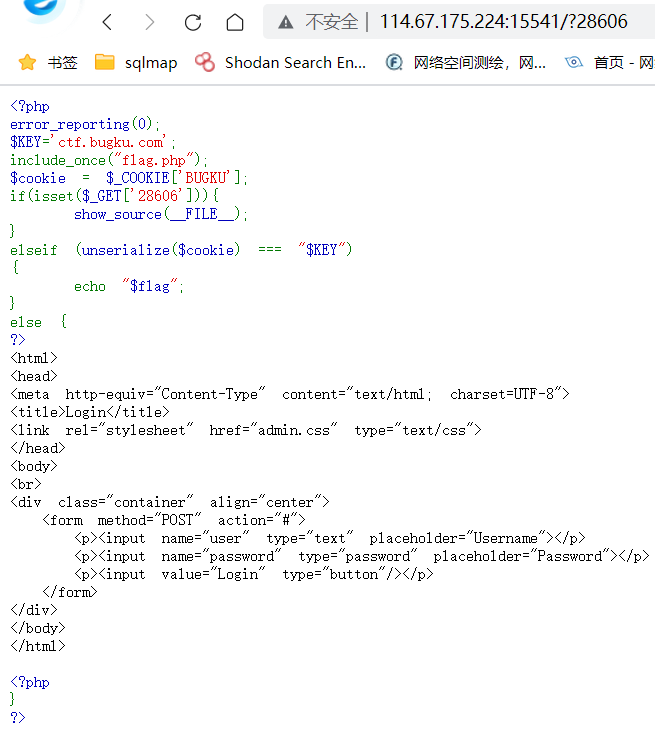 不安全 | 114.67.175.224:15541/?28606
书签 sqlmap Shodan Search En... 网络空间测绘，网... 首页 - 网
<?php
error_reporting(0);
$KEY='ctf.bugku.com';
include_once("flag.php");
$cookie = $_COOKIE['BUGKU'];
if(isset($_GET['28606'])){
show_source(__FILE__);
}
elseif (unserialize($cookie) === "$KEY")
{
echo "$flag";
}
else {
?>
<html>
<head>
<meta http-equiv="Content-Type" content="text/html; charset=UTF-8">
<title>Login</title>
<link rel="stylesheet" href="admin.css" type="text/css">
</head>
<body>
<br>
<div class="container" align="center">
<form method="POST" action="#">
<p><input name="user" type="text" placeholder="Username"></p>
<p><input name="password" type="password" placeholder="Password"></p>
<p><input value="Login" type="button"/></p>
</form>
</div>
</body>
</html>
<?php
}
?>